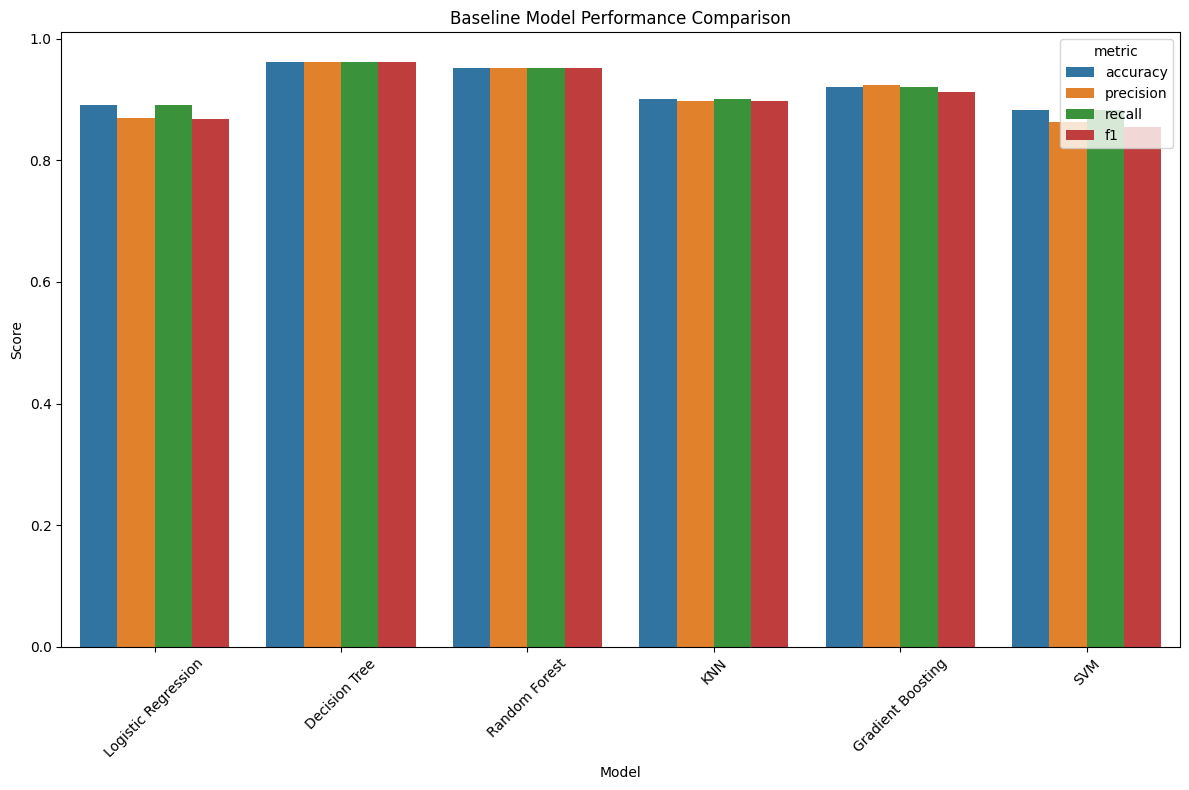 Baseline Model Performance Comparison
metric
accuracy
precision
recall
f1
1.0
0.8
0.6
0.4
0.2
0.0
Score
Logistic Regression
Decision Tree
Random Forest
KNN
Gradient Boosting
SVM
Model